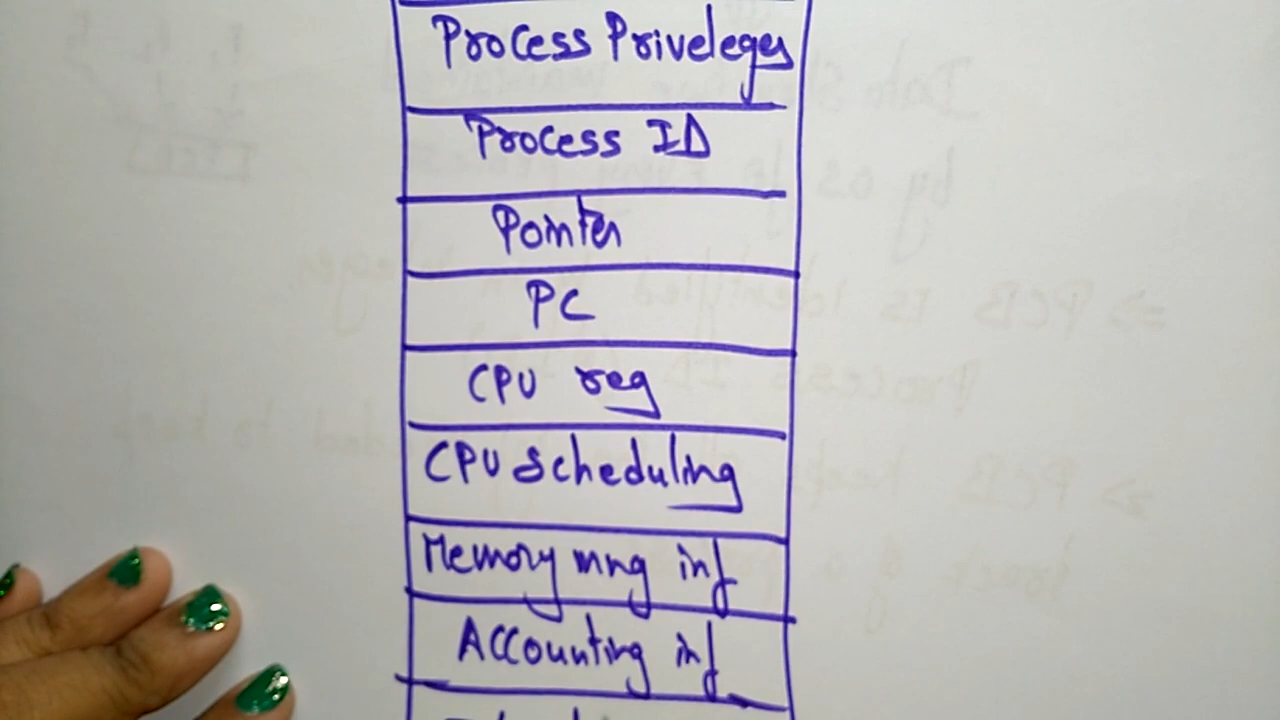 Process Priveleges
Process ID
Pointer
PC
CPU reg
CPU Scheduling
Memory mng inf
Accounting inf